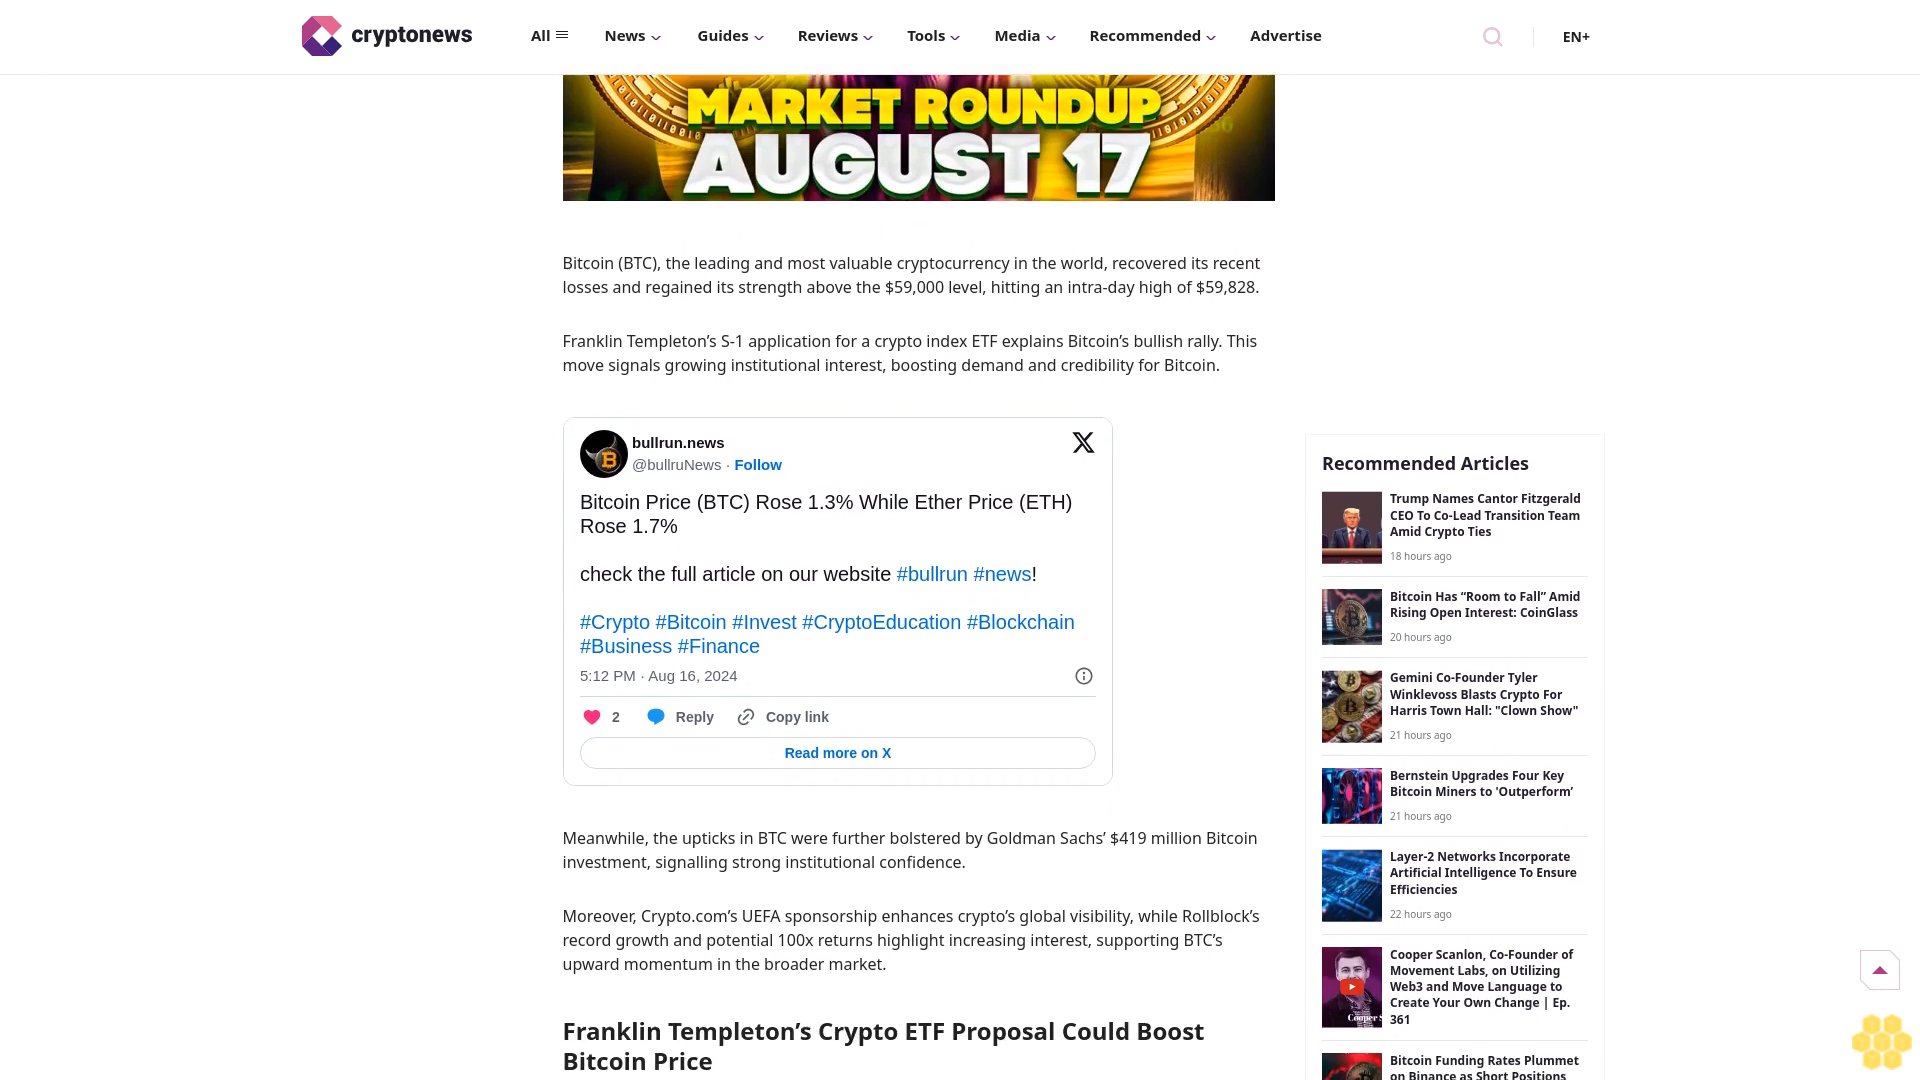 cryptonews
All
News
Guides
Reviews
Tools
Media
Recommended
Advertise
EN+
MARKET ROUNDUP
AUGUST 17
Bitcoin (BTC), the leading and most valuable cryptocurrency in the world, recovered its recent
losses and regained its strength above the $59,000 level, hitting an intra-day high of $59,828.
Franklin Templeton’s S-1 application for a crypto index ETF explains Bitcoin’s bullish rally. This
move signals growing institutional interest, boosting demand and credibility for Bitcoin.
bullrun.news
@bullruNews · Follow
Bitcoin Price (BTC) Rose 1.3% While Ether Price (ETH)
Rose 1.7%
check the full article on our website #bullrun #news!
#Crypto #Bitcoin #Invest #CryptoEducation #Blockchain
#Business #Finance
5:12 PM · Aug 16, 2024
2
Reply
Copy link
Read more on X
Meanwhile, the upticks in BTC were further bolstered by Goldman Sachs’ $419 million Bitcoin
investment, signalling strong institutional confidence.
Moreover, Crypto.com’s UEFA sponsorship enhances crypto’s global visibility, while Rollblock’s
record growth and potential 100x returns highlight increasing interest, supporting BTC’s
upward momentum in the broader market.
Franklin Templeton’s Crypto ETF Proposal Could Boost
Bitcoin Price
Recommended Articles
Trump Names Cantor Fitzgerald
CEO To Co-Lead Transition Team
Amid Crypto Ties
18 hours ago
Bitcoin Has “Room to Fall” Amid
Rising Open Interest: CoinGlass
20 hours ago
Gemini Co-Founder Tyler
Winklevoss Blasts Crypto For
Harris Town Hall: "Clown Show"
21 hours ago
Bernstein Upgrades Four Key
Bitcoin Miners to 'Outperform’
21 hours ago
Layer-2 Networks Incorporate
Artificial Intelligence To Ensure
Efficiencies
22 hours ago
Cooper Scanlon, Co-Founder of
Movement Labs, on Utilizing
Web3 and Move Language to
Create Your Own Change | Ep.
361
Cooper
Bitcoin Funding Rates Plummet
on Binance as Short Positions